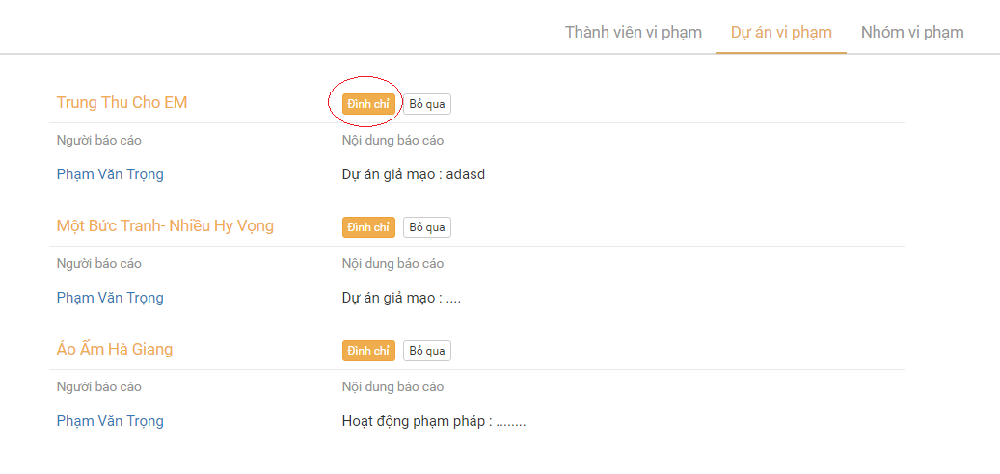 Thành viên vi phạm Dự án vi phạm Nhóm vi phạm
Trung Thu Cho EM Đình chỉ Bỏ qua
Người báo cáo Nội dung báo cáo
Phạm Văn Trọng Dự án giả mạo : adasd
Một Bức Tranh- Nhiều Hy Vọng Đình chỉ Bỏ qua
Người báo cáo Nội dung báo cáo
Phạm Văn Trọng Dự án giả mạo : ....
Áo Ấm Hà Giang Đình chỉ Bỏ qua
Người báo cáo Nội dung báo cáo
Phạm Văn Trọng Hoạt động phạm pháp : ........